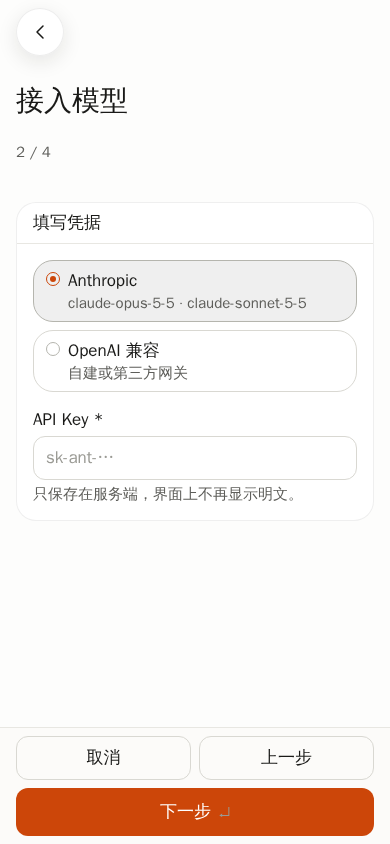 接入模型
2 / 4
填写凭据
Anthropic
claude-opus-5-5 · claude-sonnet-5-5
OpenAI 兼容
自建或第三方网关
API Key *
sk-ant-···
只保存在服务端，界面上不再显示明文。
取消
上一步
下一步